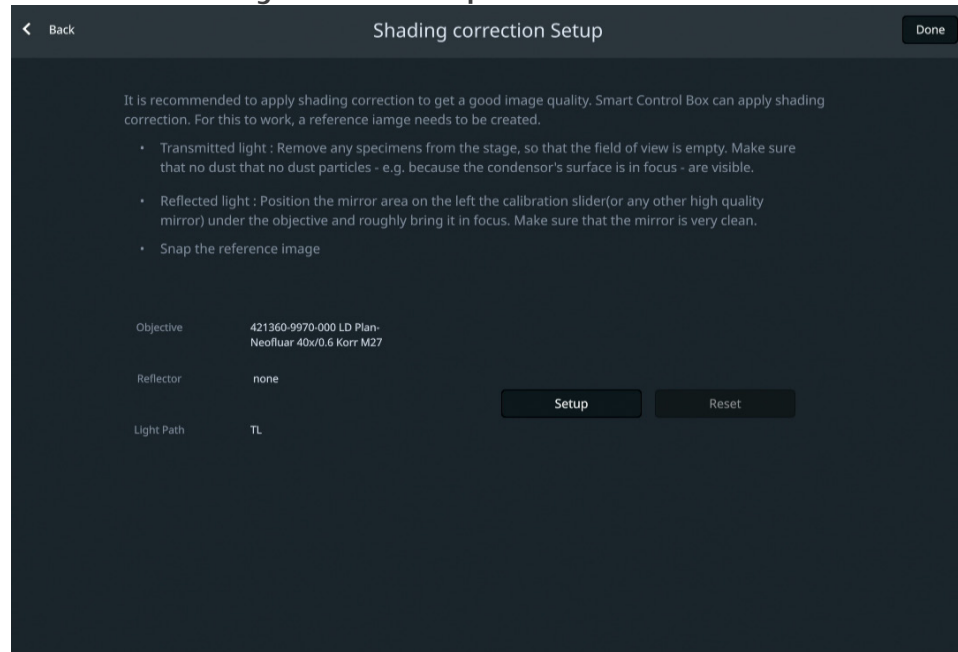 Back
Shading correction Setup
Done
It is recommended to apply shading correction to get a good image quality. Smart Control Box can apply shading
correction. For this to work, a reference iamge needs to be created.
• Transmitted light : Remove any specimens from the stage, so that the field of view is empty. Make sure
that no dust that no dust particles - e.g. because the condensor's surface is in focus - are visible.
• Reflected light : Position the mirror area on the left the calibration slider(or any other high quality
mirror) under the objective and roughly bring it in focus. Make sure that the mirror is very clean.
• Snap the reference image
Objective
421360-9970-000 LD Plan-
Neofluar 40x/0.6 Korr M27
Reflector
none
Setup
Reset
Light Path
TL